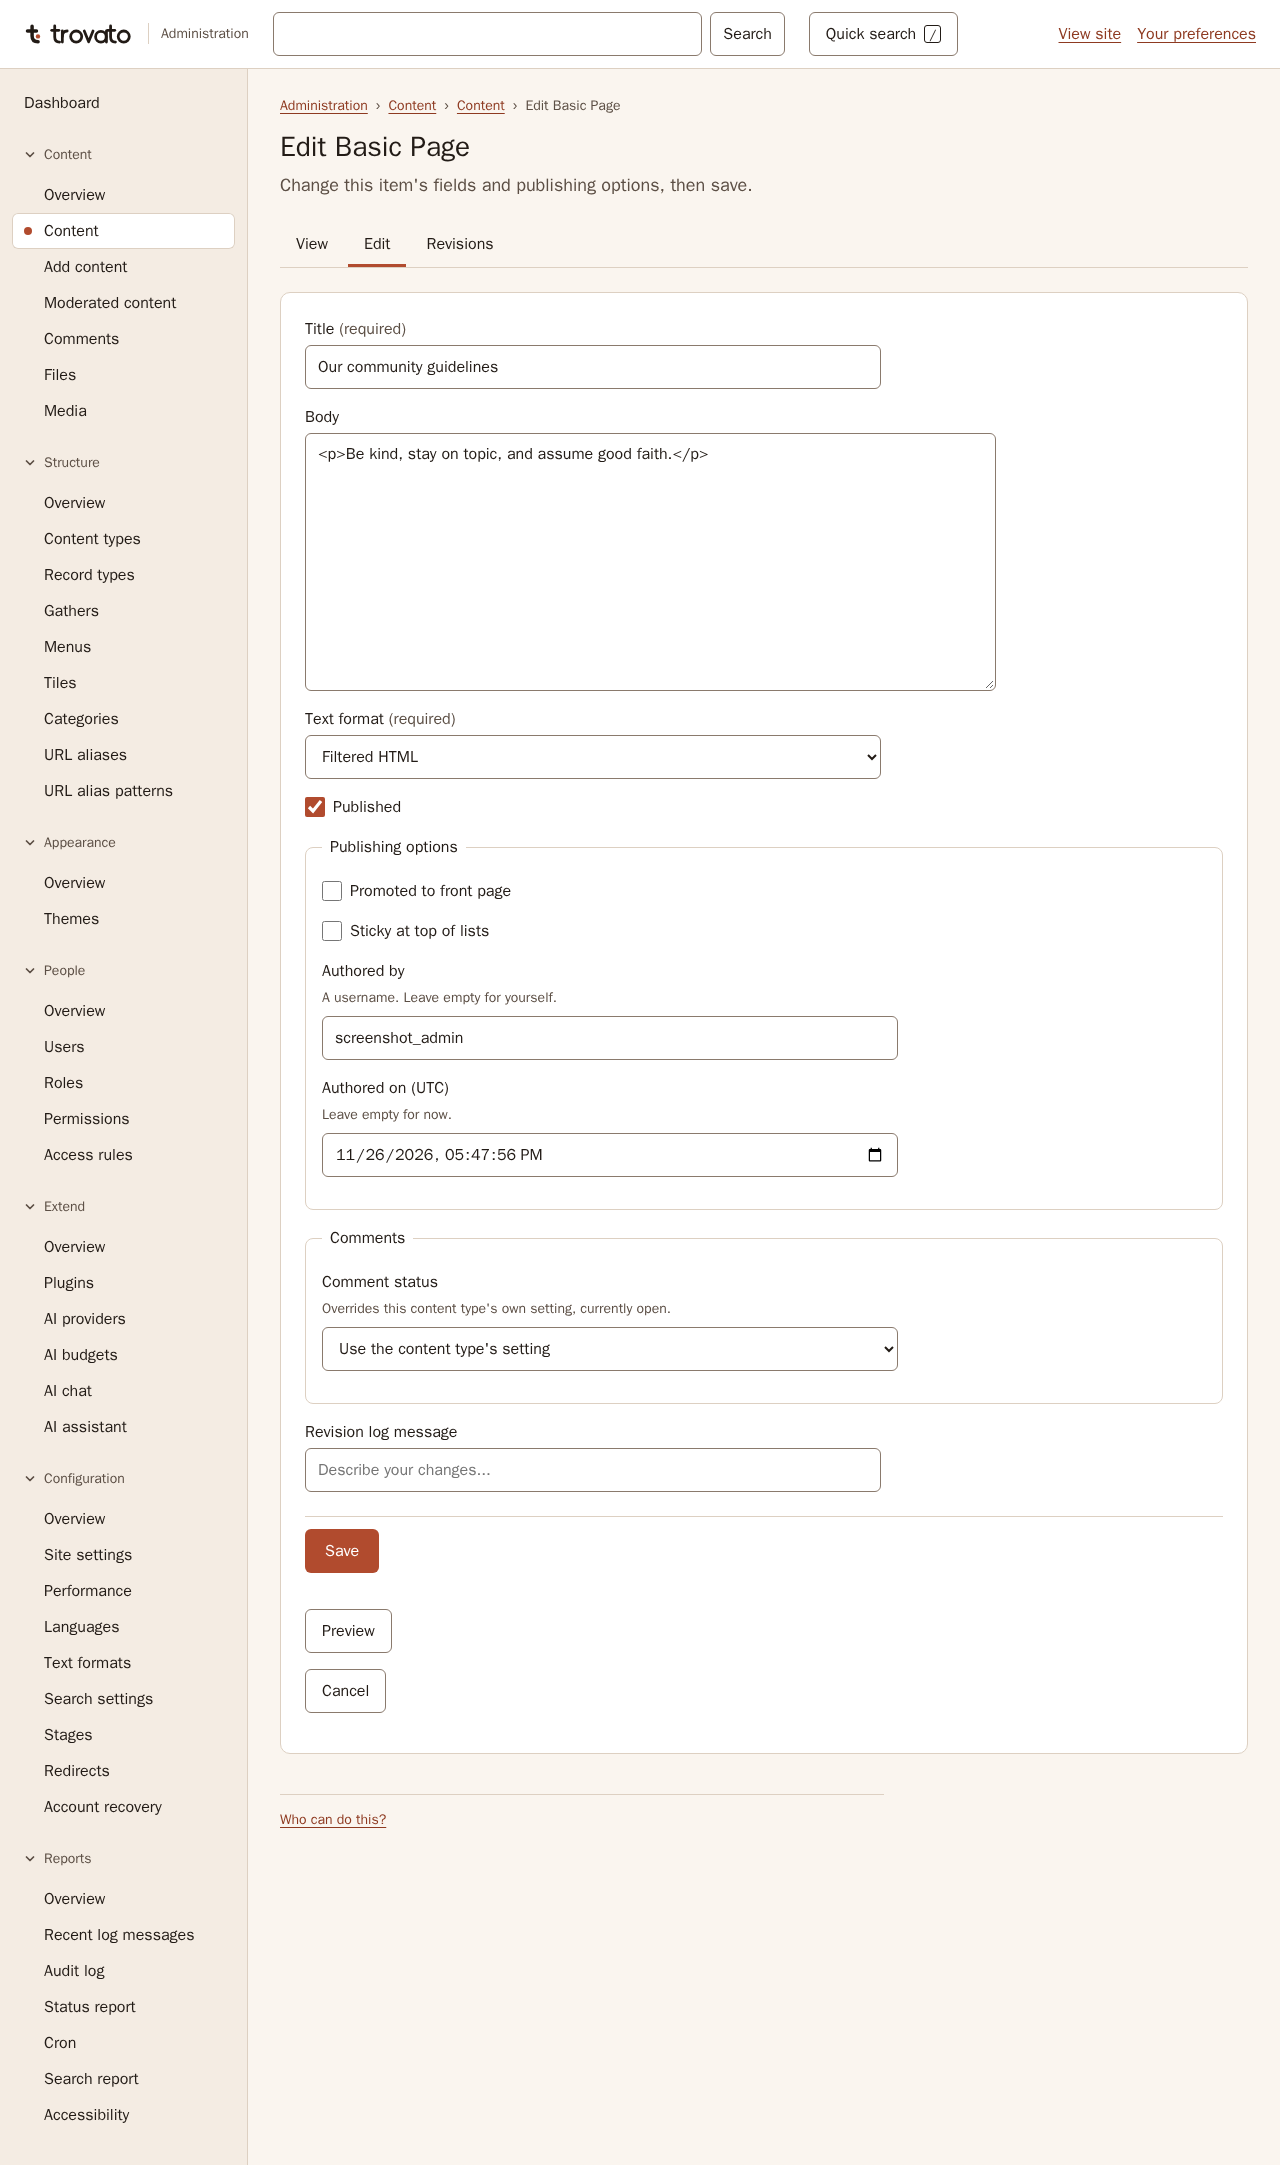 trovato
Administration
Search
Quick search /
View site
Your preferences
Dashboard
Content
Overview
Content
Add content
Moderated content
Comments
Files
Media
Structure
Overview
Content types
Record types
Gathers
Menus
Tiles
Categories
URL aliases
URL alias patterns
Appearance
Overview
Themes
People
Overview
Users
Roles
Permissions
Access rules
Extend
Overview
Plugins
AI providers
AI budgets
AI chat
AI assistant
Configuration
Overview
Site settings
Performance
Languages
Text formats
Search settings
Stages
Redirects
Account recovery
Reports
Overview
Recent log messages
Audit log
Status report
Cron
Search report
Accessibility
Administration › Content › Content › Edit Basic Page
Edit Basic Page
Change this item's fields and publishing options, then save.
View
Edit
Revisions
Title (required)
Our community guidelines
Body
<p>Be kind, stay on topic, and assume good faith.</p>
Text format (required)
Filtered HTML
Published
Publishing options
Promoted to front page
Sticky at top of lists
Authored by
A username. Leave empty for yourself.
screenshot_admin
Authored on (UTC)
Leave empty for now.
11/26/2026, 05:47:56 PM
Comments
Comment status
Overrides this content type's own setting, currently open.
Use the content type's setting
Revision log message
Describe your changes...
Save
Preview
Cancel
Who can do this?